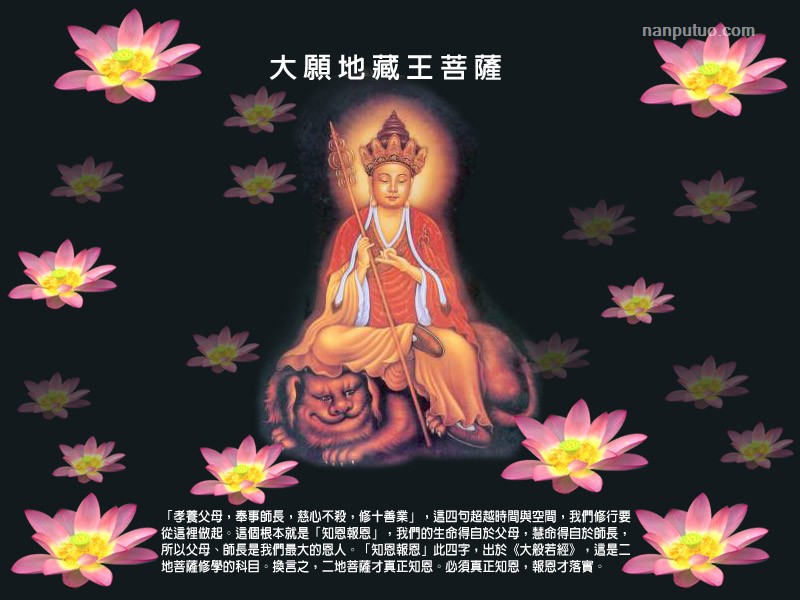 nanputuo.com
大願地藏王菩薩
「孝養父母，奉事師長，慈心不殺，修十善業」，這四句超越時間與空間，我們修行要
從這裡做起。這個根本就是「知恩報恩」，我們的生命得自於父母，慧命得自於師長，
所以父母、師長是我們最大的恩人。「知恩報恩」此四字，出於《大般若經》，這是二
地菩薩修學的科目。換言之，二地菩薩才真正知恩。必須真正知恩，報恩才落實。